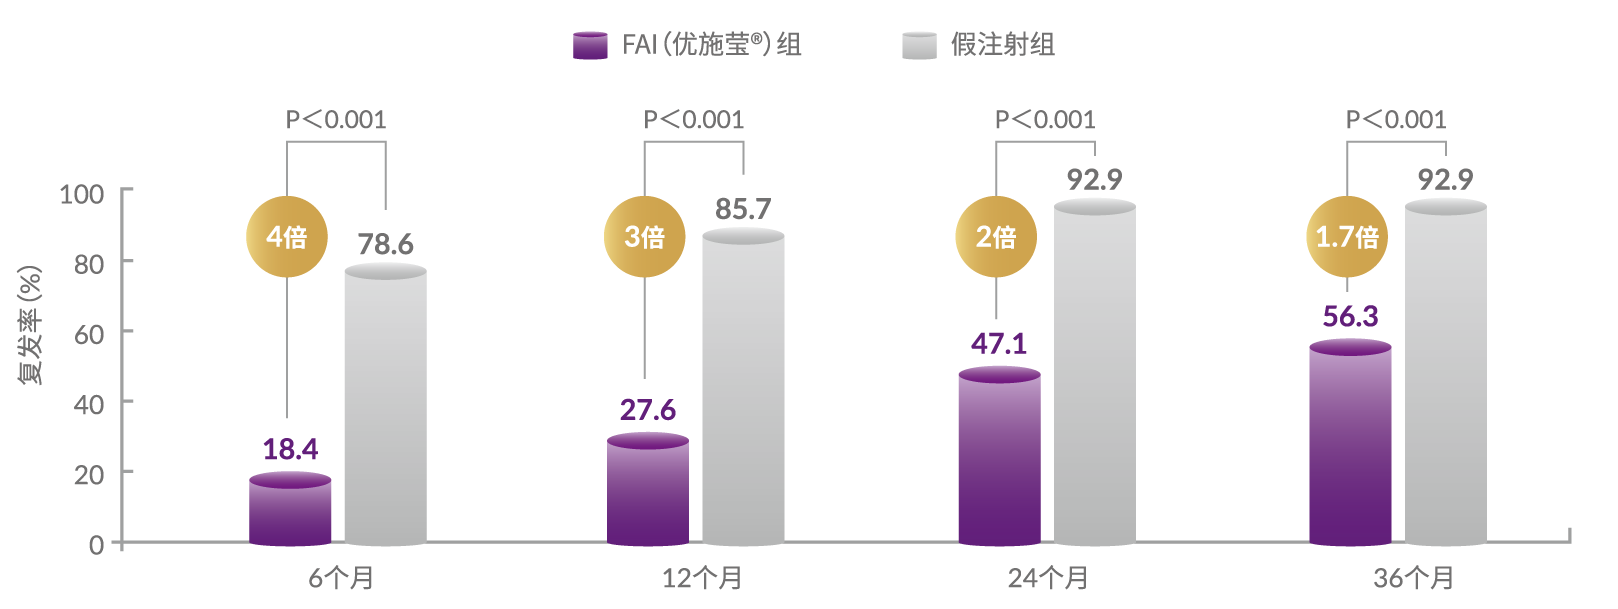 FAI（优施莹®）组
假注射组
P＜0.001
P＜0.001
P＜0.001
P＜0.001
复发率（%）
100
80
60
40
20
0
4倍
18.4
78.6
3倍
27.6
85.7
2倍
47.1
92.9
1.7倍
56.3
92.9
6个月
12个月
24个月
36个月